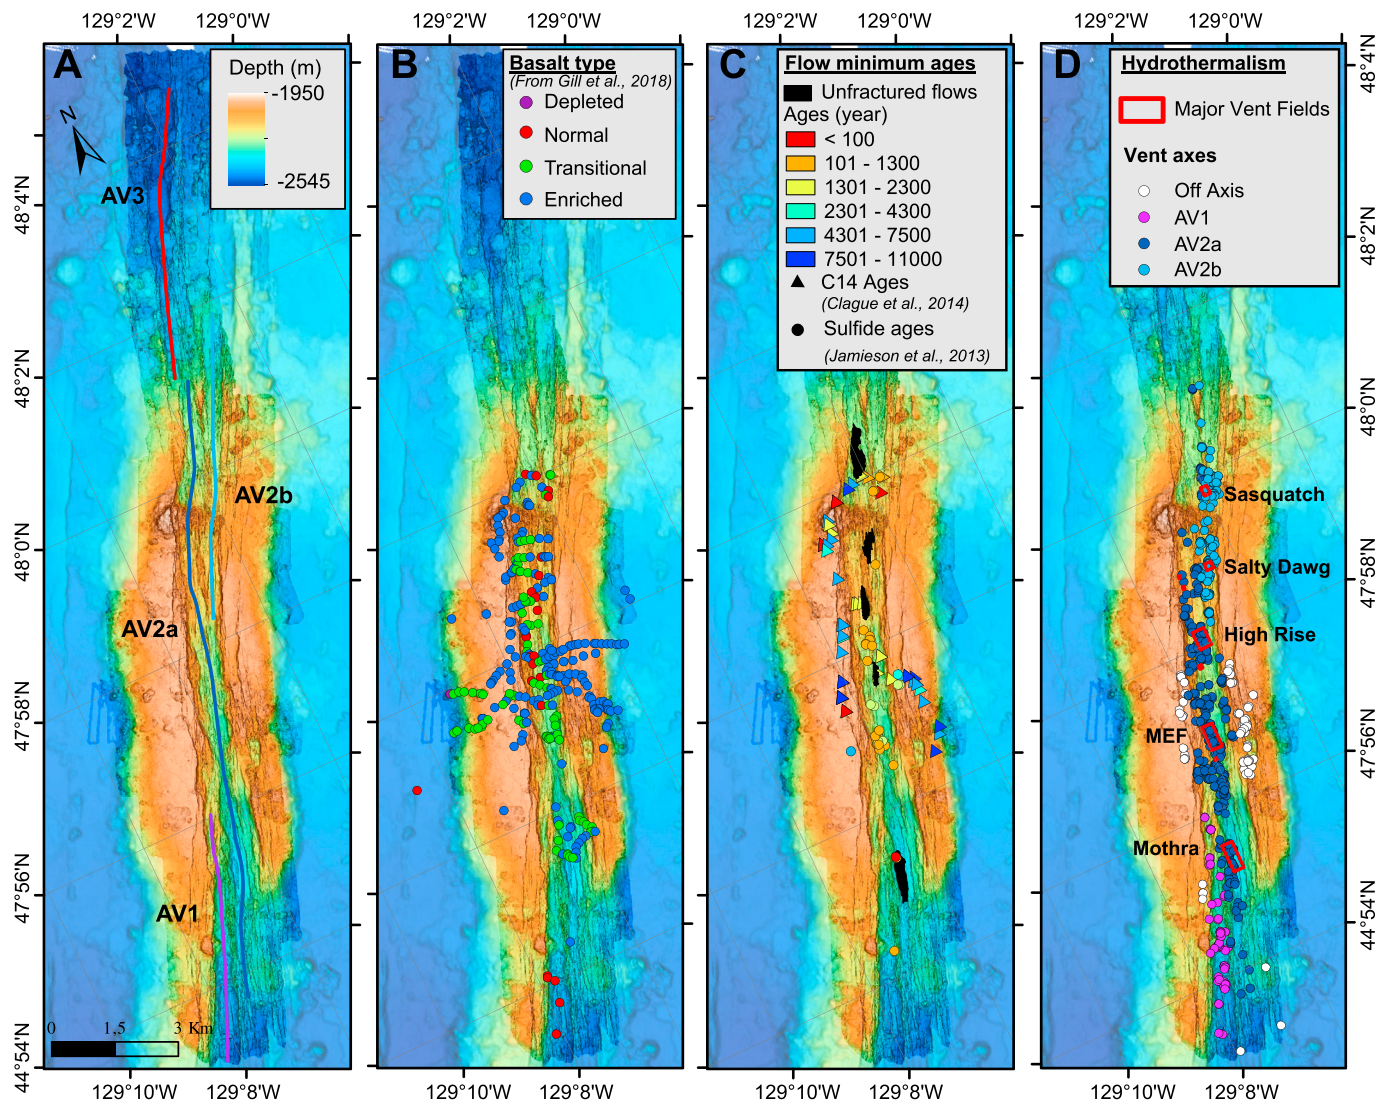 129°2'W
129°0'W
129°2'W
129°0'W
129°2'W
129°0'W
129°2'W
129°0'W
A
Depth (m)
-1950
-2545
N
AV3
AV2b
AV2a
AV1
0
1,5
3 Km
48°4'N
48°2'N
48°0'N
47°58'N
47°56'N
44°54'N
129°10'W
129°8'W
B
Basalt type
(From Gill et al., 2018)
Depleted
Normal
Transitional
Enriched
129°10'W
129°8'W
C
Flow minimum ages
Unfractured flows
Ages (year)
< 100
101 - 1300
1301 - 2300
2301 - 4300
4301 - 7500
7501 - 11000
C14 Ages
(Clague et al., 2014)
Sulfide ages
(Jamieson et al., 2013)
129°10'W
129°8'W
D
Hydrothermalism
Major Vent Fields
Vent axes
Off Axis
AV1
AV2a
AV2b
Sasquatch
Salty Dawg
High Rise
MEF
Mothra
48°4'N
48°2'N
48°0'N
47°58'N
47°56'N
44°54'N
129°10'W
129°8'W